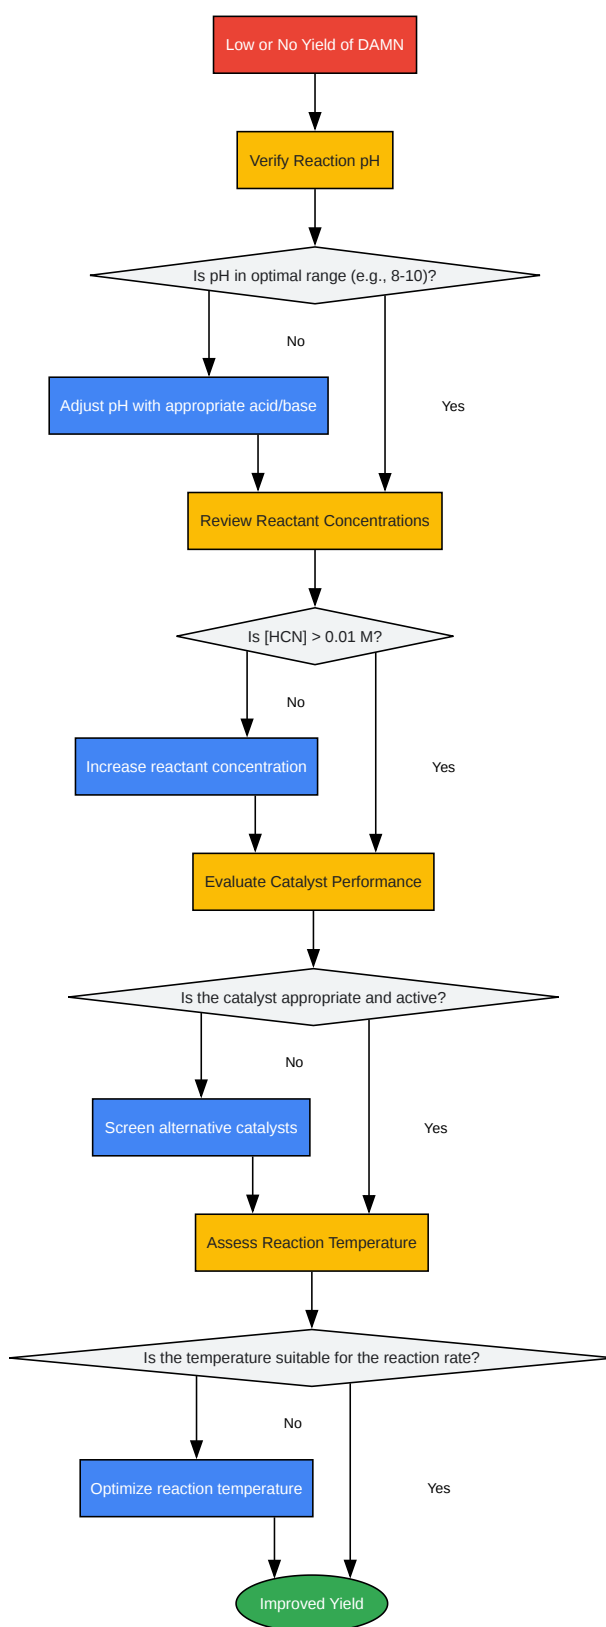 Low or No Yield of DAMN
Verify Reaction pH
Is pH in optimal range (e.g., 8-10)?
No
Adjust pH with appropriate acid/base
Yes
Review Reactant Concentrations
Is [HCN] > 0.01 M?
No
Increase reactant concentration
Yes
Evaluate Catalyst Performance
Is the catalyst appropriate and active?
No
Screen alternative catalysts
Yes
Assess Reaction Temperature
Is the temperature suitable for the reaction rate?
No
Optimize reaction temperature
Yes
Improved Yield